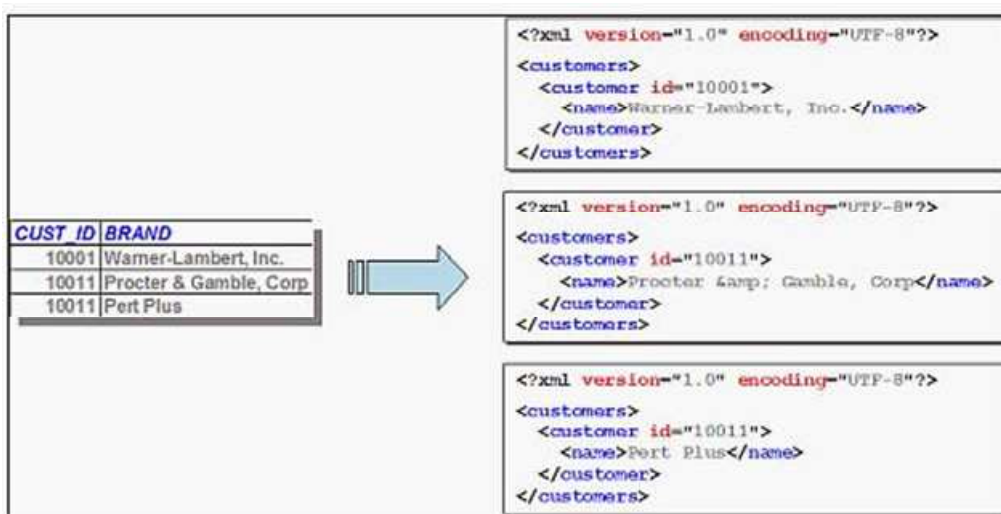 CUST_ID BRAND
10001 Warner-Lambert, Inc.
10011 Procter & Gamble, Corp
10011 Pert Plus
<?xml version="1.0" encoding="UTF-8"?>
<customers>
<customer id="10001">
<name>Warner-Lambert, Inc.</name>
</customer>
</customers>
<?xml version="1.0" encoding="UTF-8"?>
<customers>
<customer id="10011">
<name>Procter &amp; Gamble, Corp</name>
</customer>
</customers>
<?xml version="1.0" encoding="UTF-8"?>
<customers>
<customer id="10011">
<name>Pert Plus</name>
</customer>
</customers>